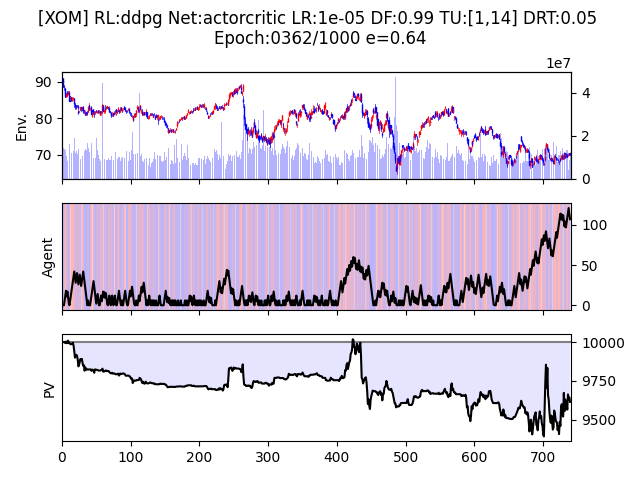 [XOM] RL:ddpg Net:actorcritic LR:1e-05 DF:0.99 TU:[1,14] DRT:0.05
Epoch:0362/1000 e=0.64
1e7
90
80
70
Env.
4
2
0
Agent
100
50
0
PV
10000
9750
9500
0 100 200 300 400 500 600 700